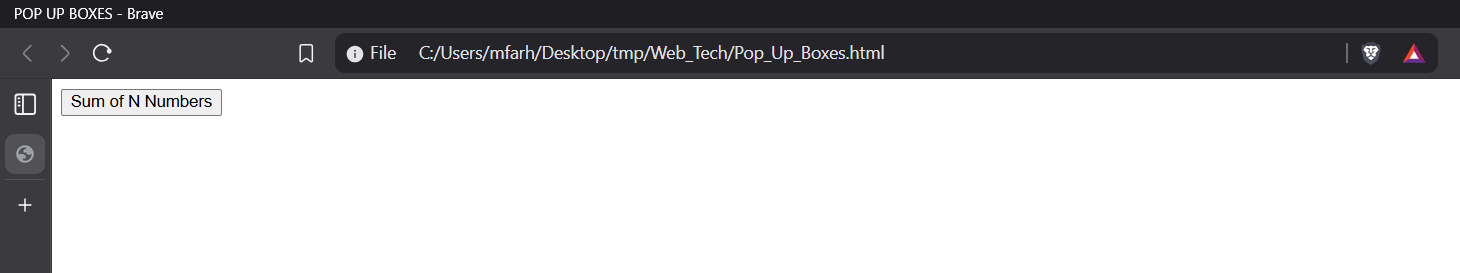 POP UP BOXES - Brave
File C:/Users/mfarh/Desktop/tmp/Web_Tech/Pop_Up_Boxes.html
Sum of N Numbers